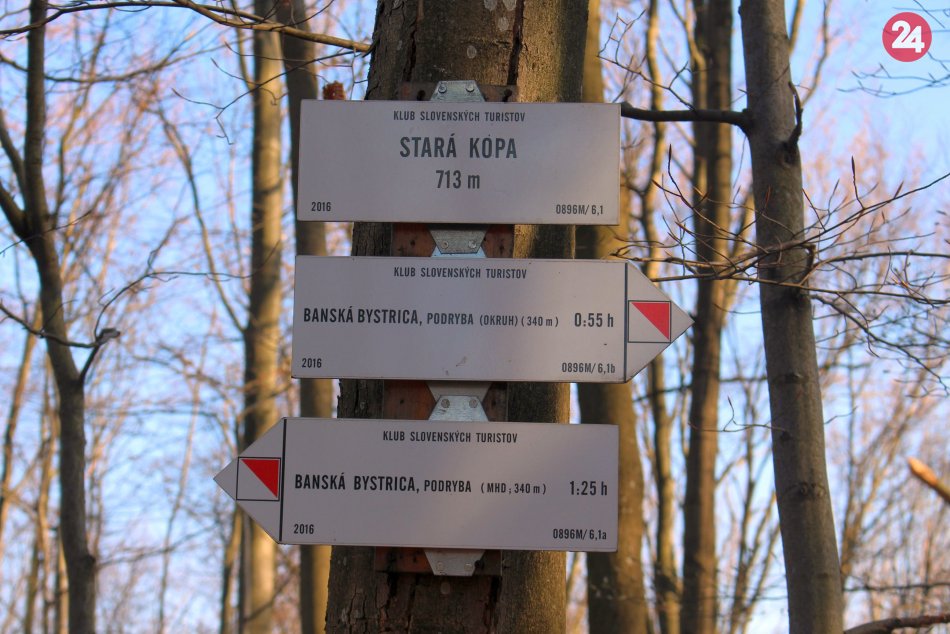 24
KLUB SLOVENSKÝCH TURISTOV
STARÁ KOPA
713 m
2016 0896M/6,1
KLUB SLOVENSKÝCH TURISTOV
BANSKÁ BYSTRICA, PODRYBA (OKRUH) (340 m) 0:55 h
2016 0896M/6,1b
KLUB SLOVENSKÝCH TURISTOV
BANSKÁ BYSTRICA, PODRYBA (MHD; 340 m) 1:25 h
2016 0896M/6,1a